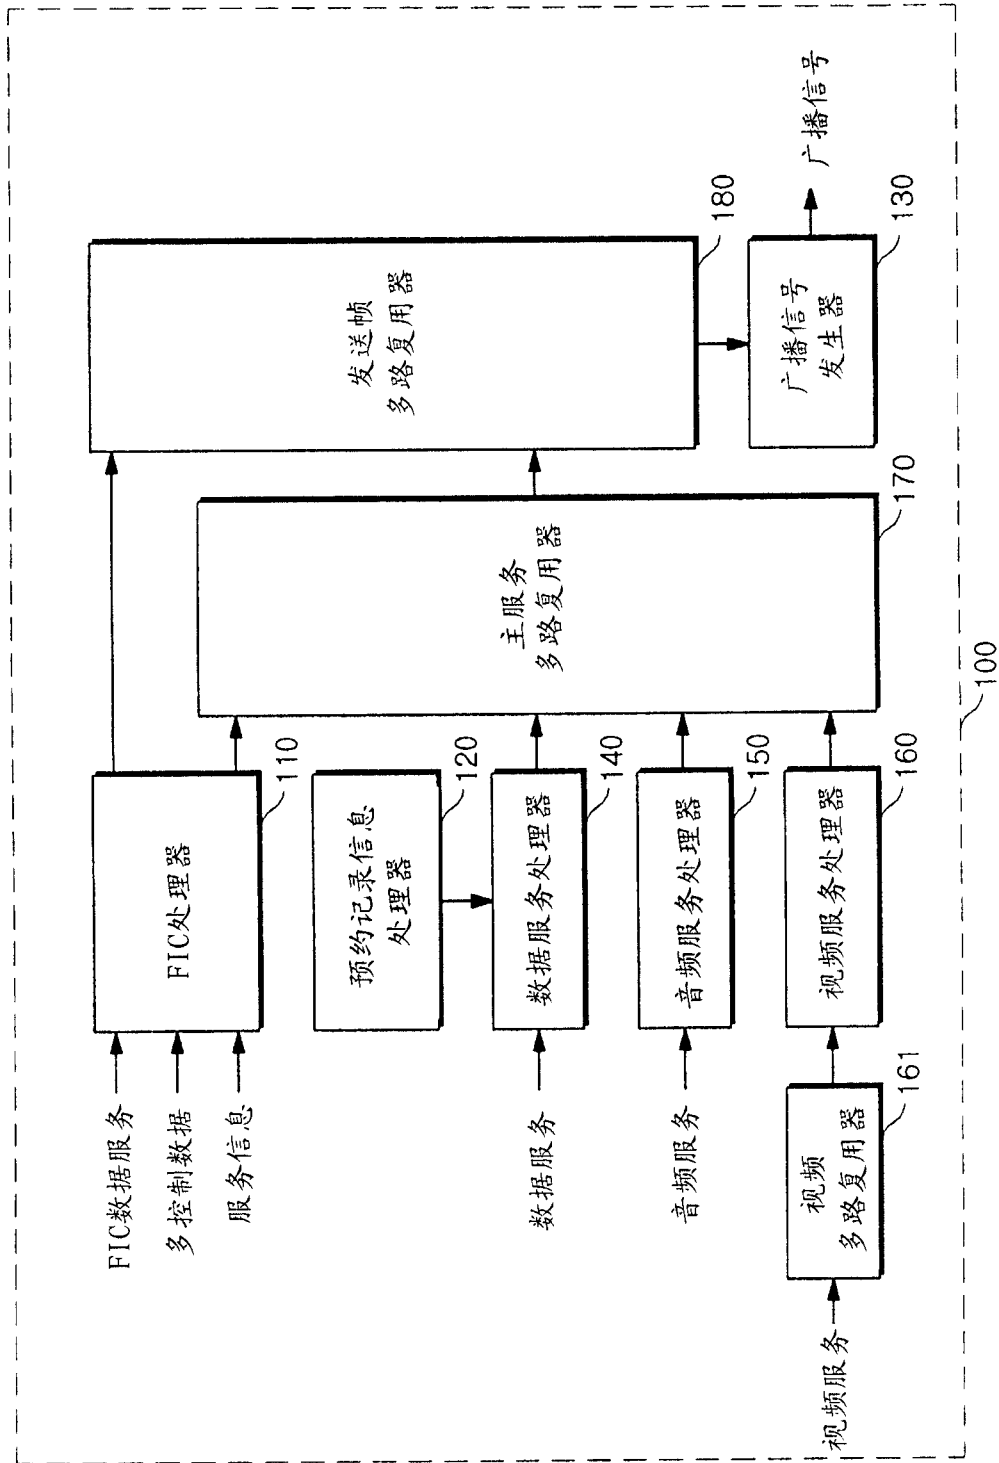 FIC数据服务
多控制数据
服务信息
FIC处理器
110
预约记录信息
处理器
120
数据服务
数据服务处理器
140
音频服务
音频服务处理器
150
视频服务
视频
多路复用器
161
视频服务处理器
160
主服务
多路复用器
170
发送帧
多路复用器
180
广播信号
发生器
130
广播信号
100